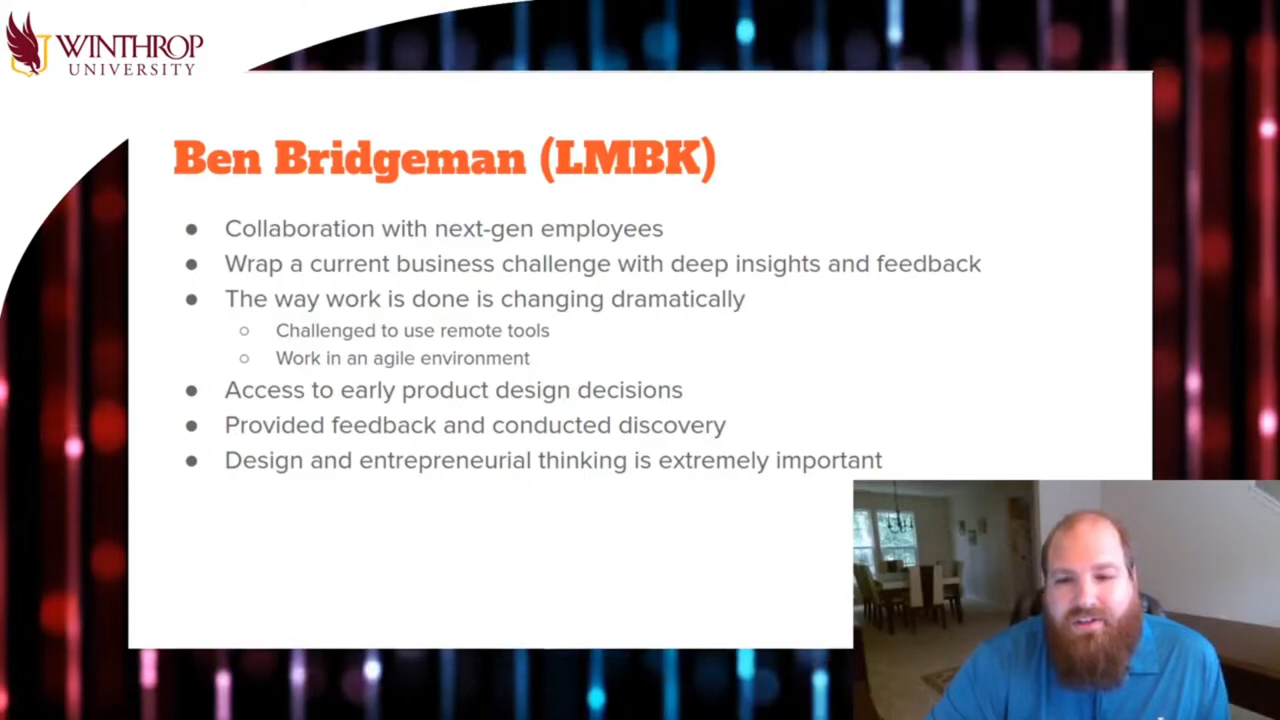 WINTHROP
UNIVERSITY
Ben Bridgeman (LMBK)
● Collaboration with next-gen employees
● Wrap a current business challenge with deep insights and feedback
● The way work is done is changing dramatically
○ Challenged to use remote tools
○ Work in an agile environment
● Access to early product design decisions
● Provided feedback and conducted discovery
● Design and entrepreneurial thinking is extremely important